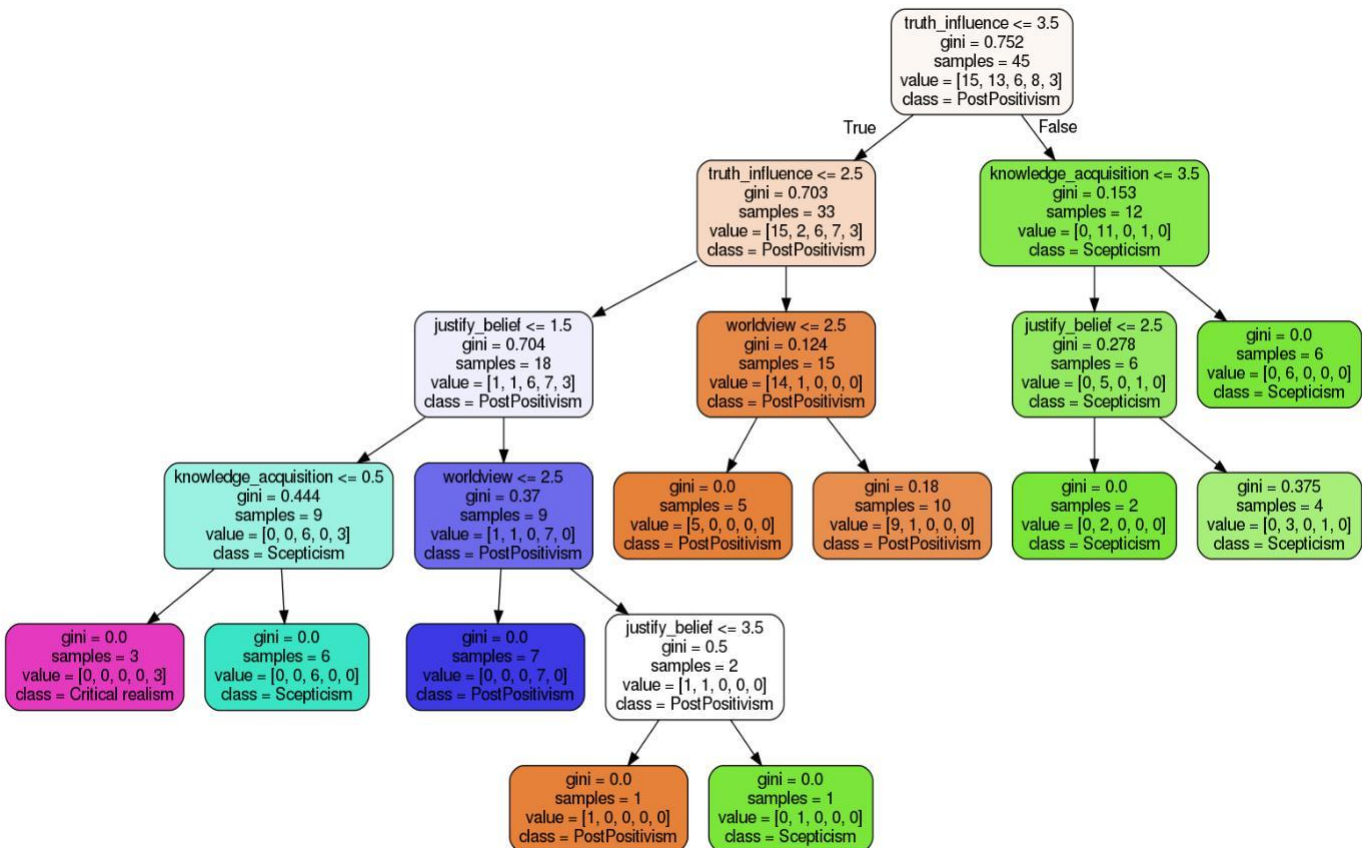 truth_influence <= 3.5
gini = 0.752
samples = 45
value = [15, 13, 6, 8, 3]
class = PostPositivism
True
False
truth_influence <= 2.5
gini = 0.703
samples = 33
value = [15, 2, 6, 7, 3]
class = PostPositivism
knowledge_acquisition <= 3.5
gini = 0.153
samples = 12
value = [0, 11, 0, 1, 0]
class = Scepticism
justify_belief <= 1.5
gini = 0.704
samples = 18
value = [1, 1, 6, 7, 3]
class = PostPositivism
worldview <= 2.5
gini = 0.124
samples = 15
value = [14, 1, 0, 0, 0]
class = PostPositivism
justify_belief <= 2.5
gini = 0.278
samples = 6
value = [0, 5, 0, 1, 0]
class = Scepticism
gini = 0.0
samples = 6
value = [0, 6, 0, 0, 0]
class = Scepticism
knowledge_acquisition <= 0.5
gini = 0.444
samples = 9
value = [0, 0, 6, 0, 3]
class = Scepticism
worldview <= 2.5
gini = 0.37
samples = 9
value = [1, 1, 0, 7, 0]
class = PostPositivism
gini = 0.0
samples = 5
value = [5, 0, 0, 0, 0]
class = PostPositivism
gini = 0.18
samples = 10
value = [9, 1, 0, 0, 0]
class = PostPositivism
gini = 0.0
samples = 2
value = [0, 2, 0, 0, 0]
class = Scepticism
gini = 0.375
samples = 4
value = [0, 3, 0, 1, 0]
class = Scepticism
gini = 0.0
samples = 3
value = [0, 0, 0, 0, 3]
class = Critical realism
gini = 0.0
samples = 6
value = [0, 0, 6, 0, 0]
class = Scepticism
gini = 0.0
samples = 7
value = [0, 0, 0, 7, 0]
class = PostPositivism
justify_belief <= 3.5
gini = 0.5
samples = 2
value = [1, 1, 0, 0, 0]
class = PostPositivism
gini = 0.0
samples = 1
value = [1, 0, 0, 0, 0]
class = PostPositivism
gini = 0.0
samples = 1
value = [0, 1, 0, 0, 0]
class = Scepticism